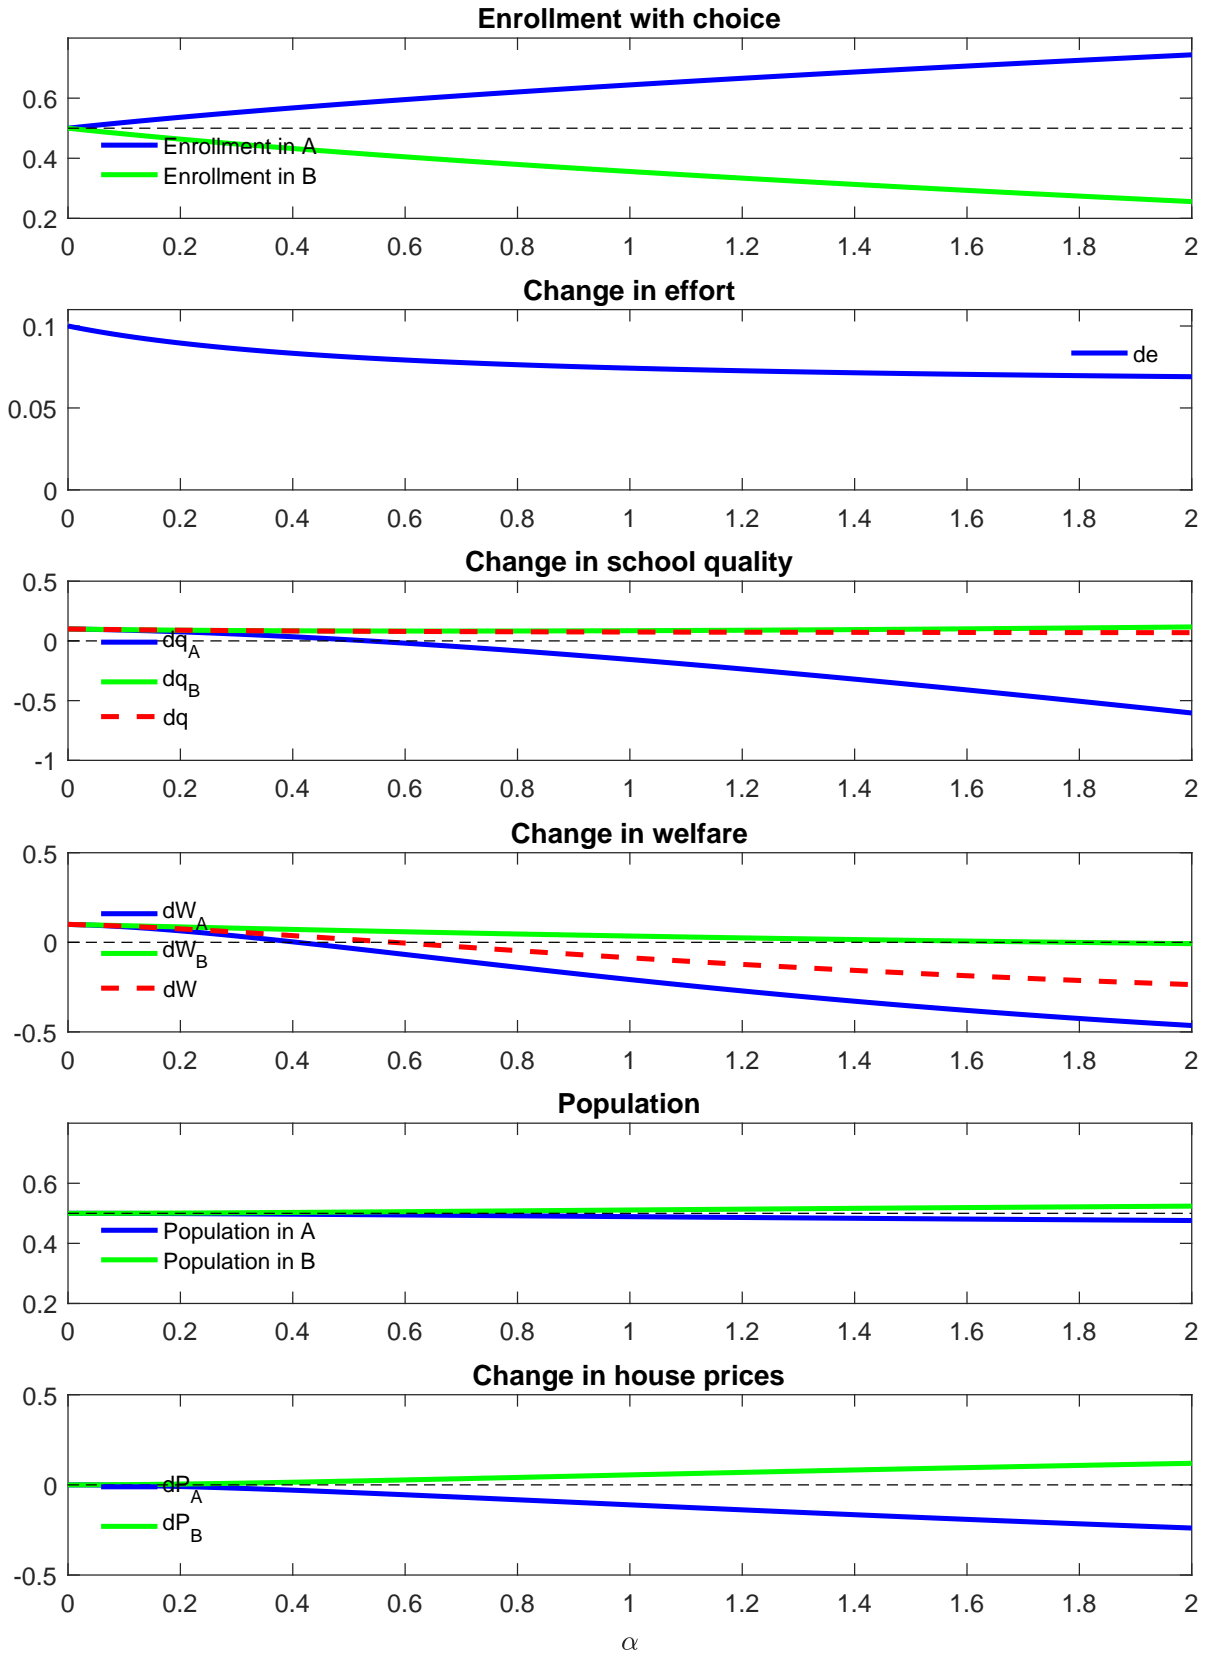 Enrollment with choice
0.6
0.4
0.2
Enrollment in A
Enrollment in B
0 0.2 0.4 0.6 0.8 1 1.2 1.4 1.6 1.8 2
Change in effort
0.1
0.05
0
de
0 0.2 0.4 0.6 0.8 1 1.2 1.4 1.6 1.8 2
Change in school quality
0.5
0
-0.5
-1
dq_A
dq_B
dq
0 0.2 0.4 0.6 0.8 1 1.2 1.4 1.6 1.8 2
Change in welfare
0.5
0
-0.5
dW_A
dW_B
dW
0 0.2 0.4 0.6 0.8 1 1.2 1.4 1.6 1.8 2
Population
0.6
0.4
0.2
Population in A
Population in B
0 0.2 0.4 0.6 0.8 1 1.2 1.4 1.6 1.8 2
Change in house prices
0.5
0
-0.5
dP_A
dP_B
0 0.2 0.4 0.6 0.8 1 1.2 1.4 1.6 1.8 2
α